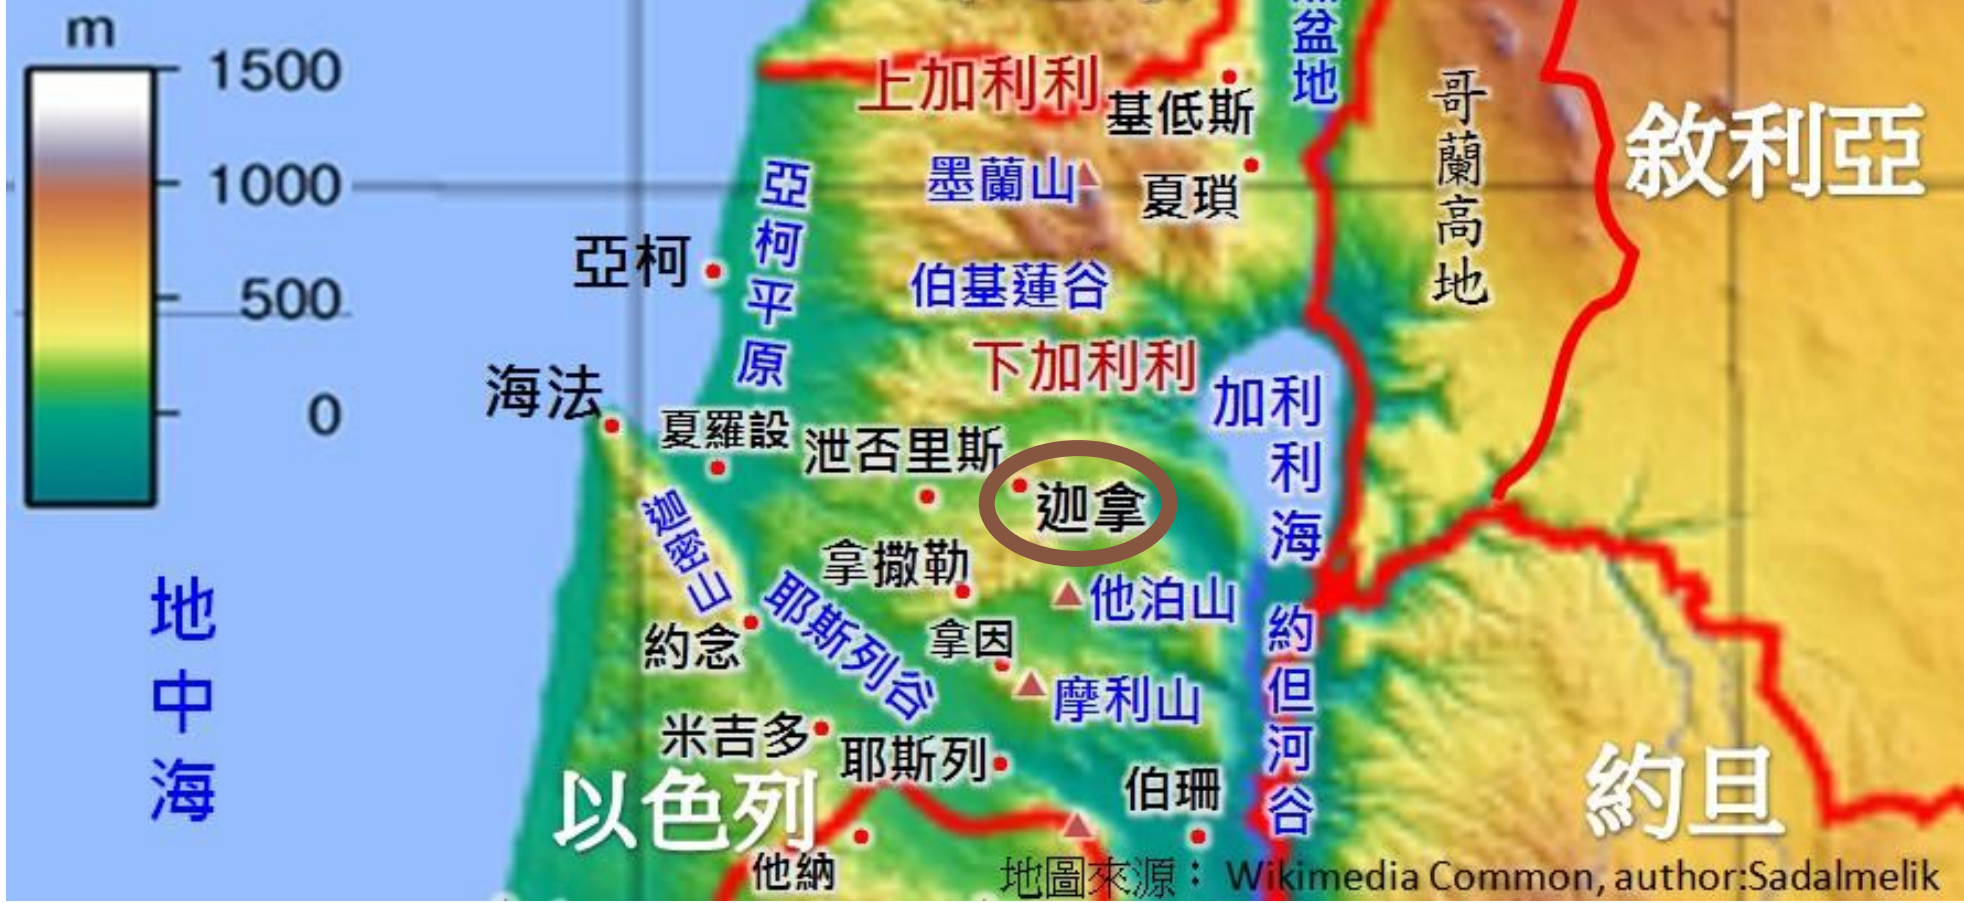 m
1500
1000
500
0
盆地
上加利利
基低斯
哥蘭高地
敘利亞
墨蘭山
夏瑣
亞柯平原
亞柯
伯基蓮谷
下加利利
海法
加利利海
夏羅設
泄否里斯
迦拿
迦密山
拿撒勒
他泊山
耶斯列谷
約念
拿因
摩利山
約但河谷
地中海
米吉多
耶斯列
伯珊
以色列
約旦
他納
地圖來源：Wikimedia Common, author:Sadalmelik